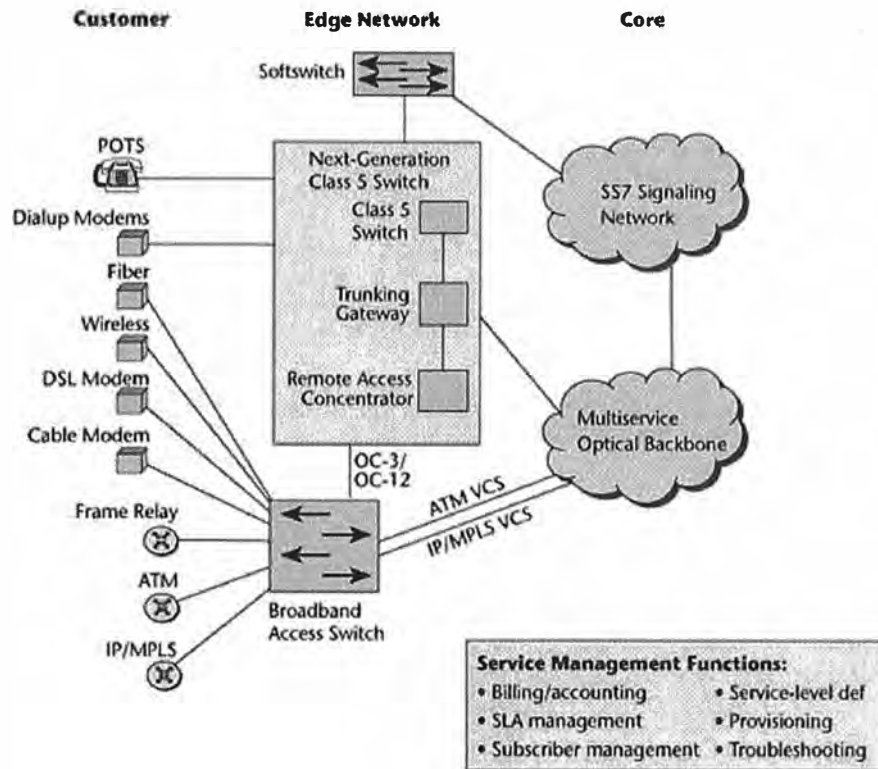 Customer
Edge Network
Core
Softswitch
POTS
Next-Generation
Class 5 Switch
Class 5
Switch
SS7 Signaling
Network
Dialup Modems
Fiber
Trunking
Gateway
Wireless
DSL Modem
Remote Access
Concentrator
Multiservice
Optical Backbone
Cable Modem
OC-3/
OC-12
ATM VCS
IP/MPLS VCS
Frame Relay
ATM
Broadband
Access Switch
IP/MPLS
Service Management Functions:
• Billing/accounting
• SLA management
• Subscriber management
• Service-level def
• Provisioning
• Troubleshooting